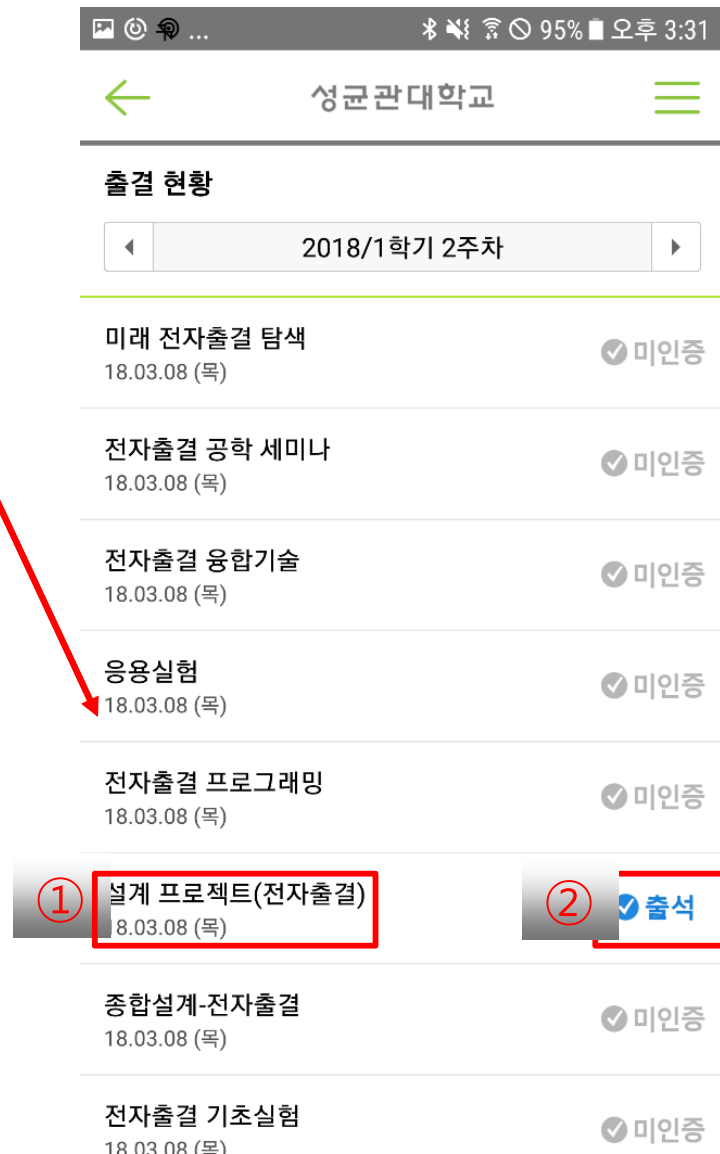 ... 95% 오후 3:31
성균관대학교
출결 현황
2018/1학기 2주차
미래 전자출결 탐색
18.03.08 (목)
미인증
전자출결 공학 세미나
18.03.08 (목)
미인증
전자출결 융합기술
18.03.08 (목)
미인증
응용실험
18.03.08 (목)
미인증
전자출결 프로그래밍
18.03.08 (목)
미인증
① 설계 프로젝트(전자출결)
18.03.08 (목)
② 출석
종합설계-전자출결
18.03.08 (목)
미인증
전자출결 기초실험
18.03.08 (목)
미인증